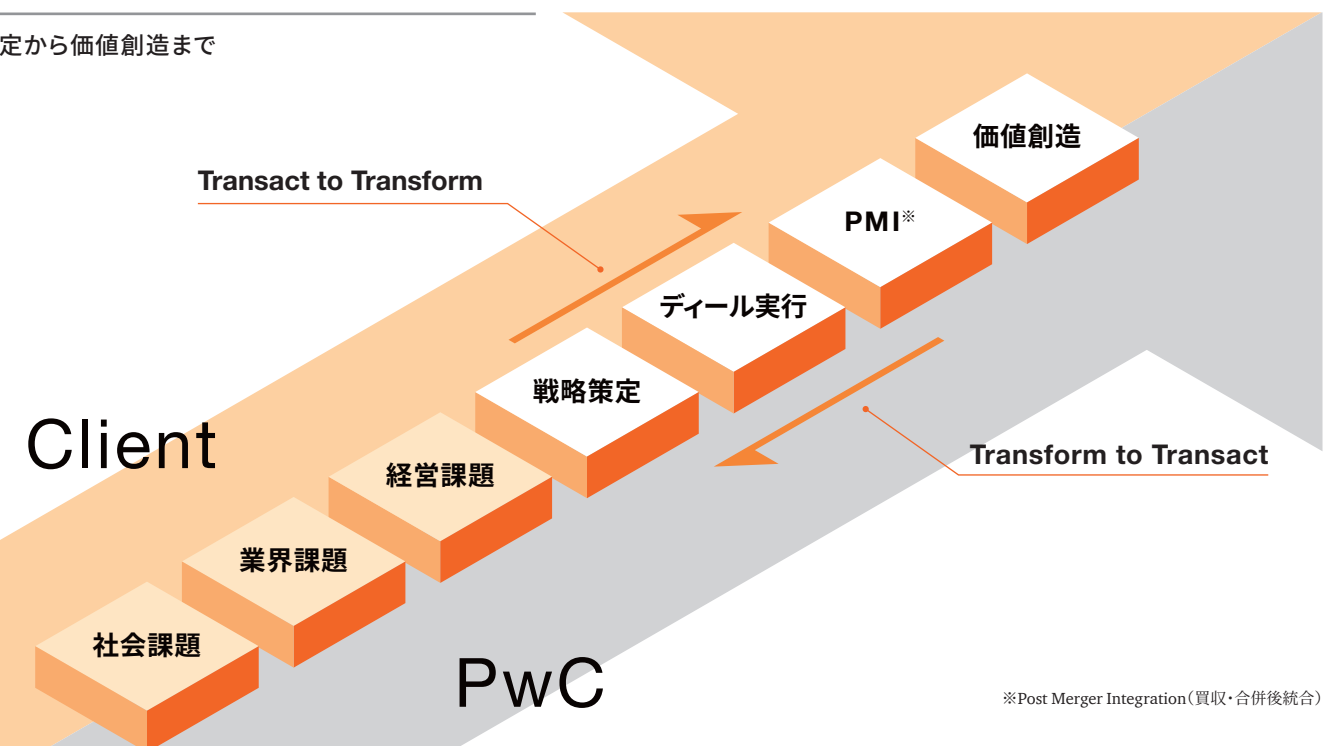 定から価値創造まで
Transact to Transform
価値創造
PMI※
ディール実行
戦略策定
経営課題
業界課題
社会課題
Client
Transform to Transact
PwC
※Post Merger Integration（買収・合併後統合）